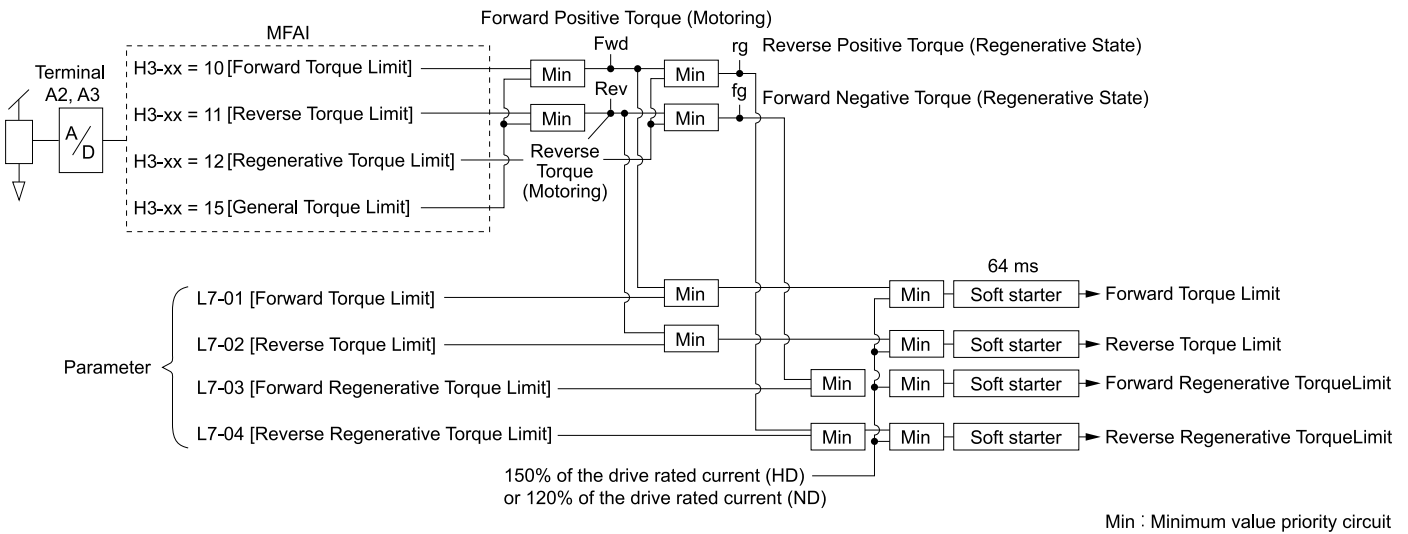 Forward Positive Torque (Motoring)
MFAI
Fwd
rg
Reverse Positive Torque (Regenerative State)
Terminal
A2, A3
H3-xx = 10 [Forward Torque Limit]
Min
Min
Rev
fg
Forward Negative Torque (Regenerative State)
H3-xx = 11 [Reverse Torque Limit]
Min
Min
A/D
H3-xx = 12 [Regenerative Torque Limit]
Reverse
Torque
(Motoring)
H3-xx = 15 [General Torque Limit]
64 ms
L7-01 [Forward Torque Limit]
Min
Min
Soft starter
Forward Torque Limit
L7-02 [Reverse Torque Limit]
Min
Min
Soft starter
Reverse Torque Limit
Parameter
L7-03 [Forward Regenerative Torque Limit]
Min
Min
Soft starter
Forward Regenerative TorqueLimit
L7-04 [Reverse Regenerative Torque Limit]
Min
Min
Soft starter
Reverse Regenerative TorqueLimit
150% of the drive rated current (HD)
or 120% of the drive rated current (ND)
Min : Minimum value priority circuit